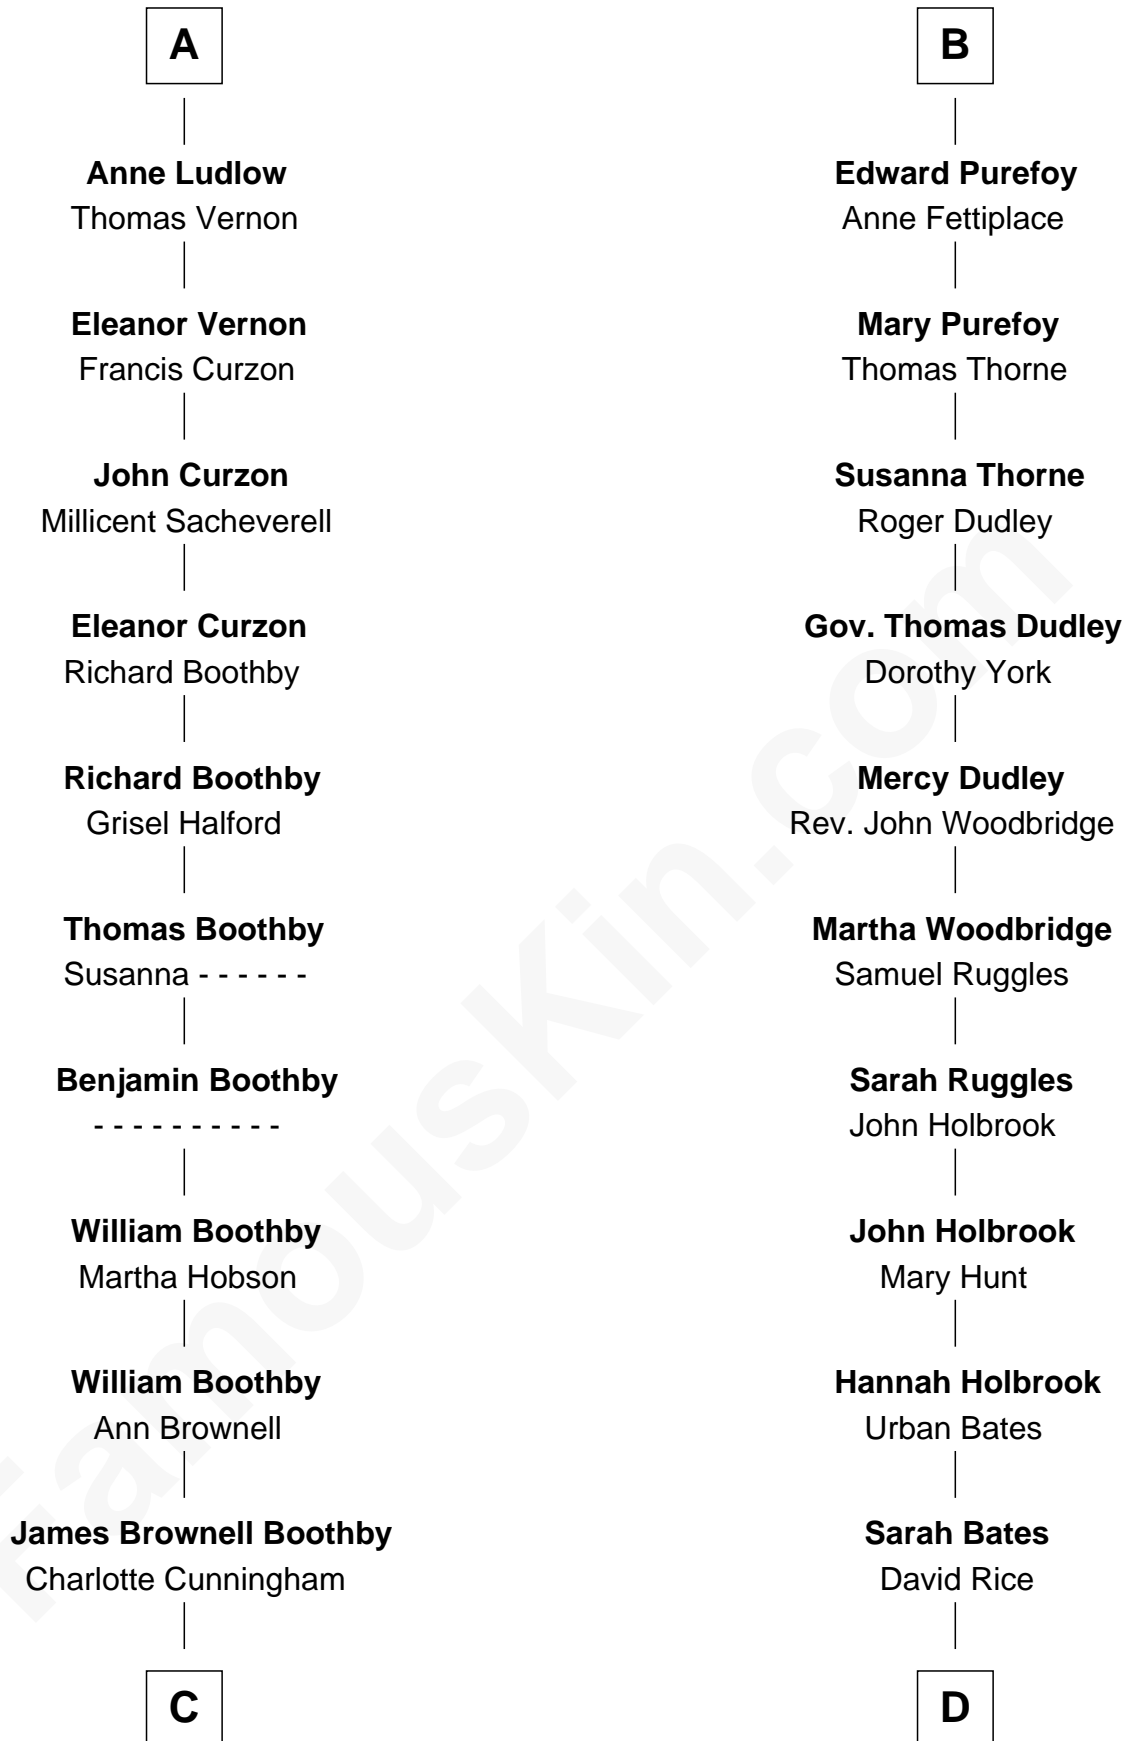 A
Anne Ludlow
Thomas Vernon
Eleanor Vernon
Francis Curzon
John Curzon
Millicent Sacheverell
Eleanor Curzon
Richard Boothby
Richard Boothby
Grisel Halford
Thomas Boothby
Susanna - - - - - -
Benjamin Boothby
- - - - - - - - - -
William Boothby
Martha Hobson
William Boothby
Ann Brownell
James Brownell Boothby
Charlotte Cunningham
C
B
Edward Purefoy
Anne Fettiplace
Mary Purefoy
Thomas Thorne
Susanna Thorne
Roger Dudley
Gov. Thomas Dudley
Dorothy York
Mercy Dudley
Rev. John Woodbridge
Martha Woodbridge
Samuel Ruggles
Sarah Ruggles
John Holbrook
John Holbrook
Mary Hunt
Hannah Holbrook
Urban Bates
Sarah Bates
David Rice
D
FamousKin.com